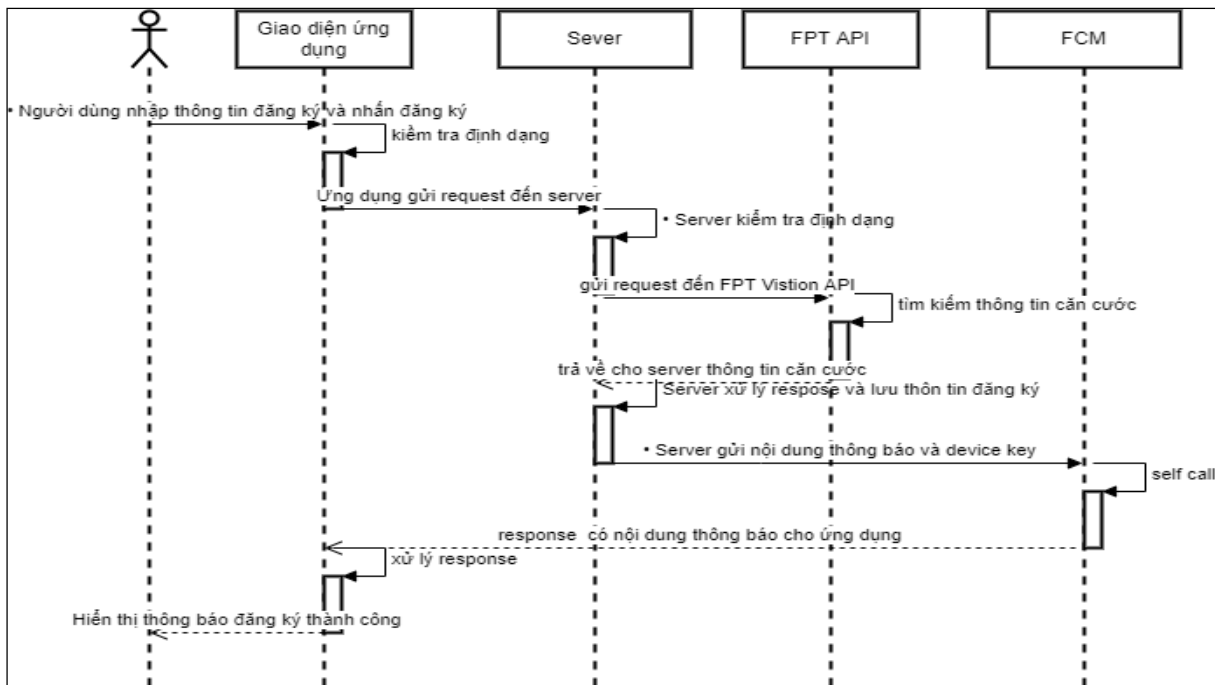 Giao diện ứng
dụng
Sever
FPT API
FCM
• Người dùng nhập thông tin đăng ký và nhấn đăng ký
kiểm tra định dạng
Ưng dụng gửi request đến server
• Server kiểm tra định dạng
gửi request đến FPT Vistion API
tìm kiếm thông tin căn cước
trả về cho server thông tin căn cước
Server xử lý respose và lưu thôn tin đăng ký
• Server gửi nội dung thông báo và device key
self call
response có nội dung thông báo cho ứng dụng
xử lý response
Hiển thị thông báo đăng ký thành công